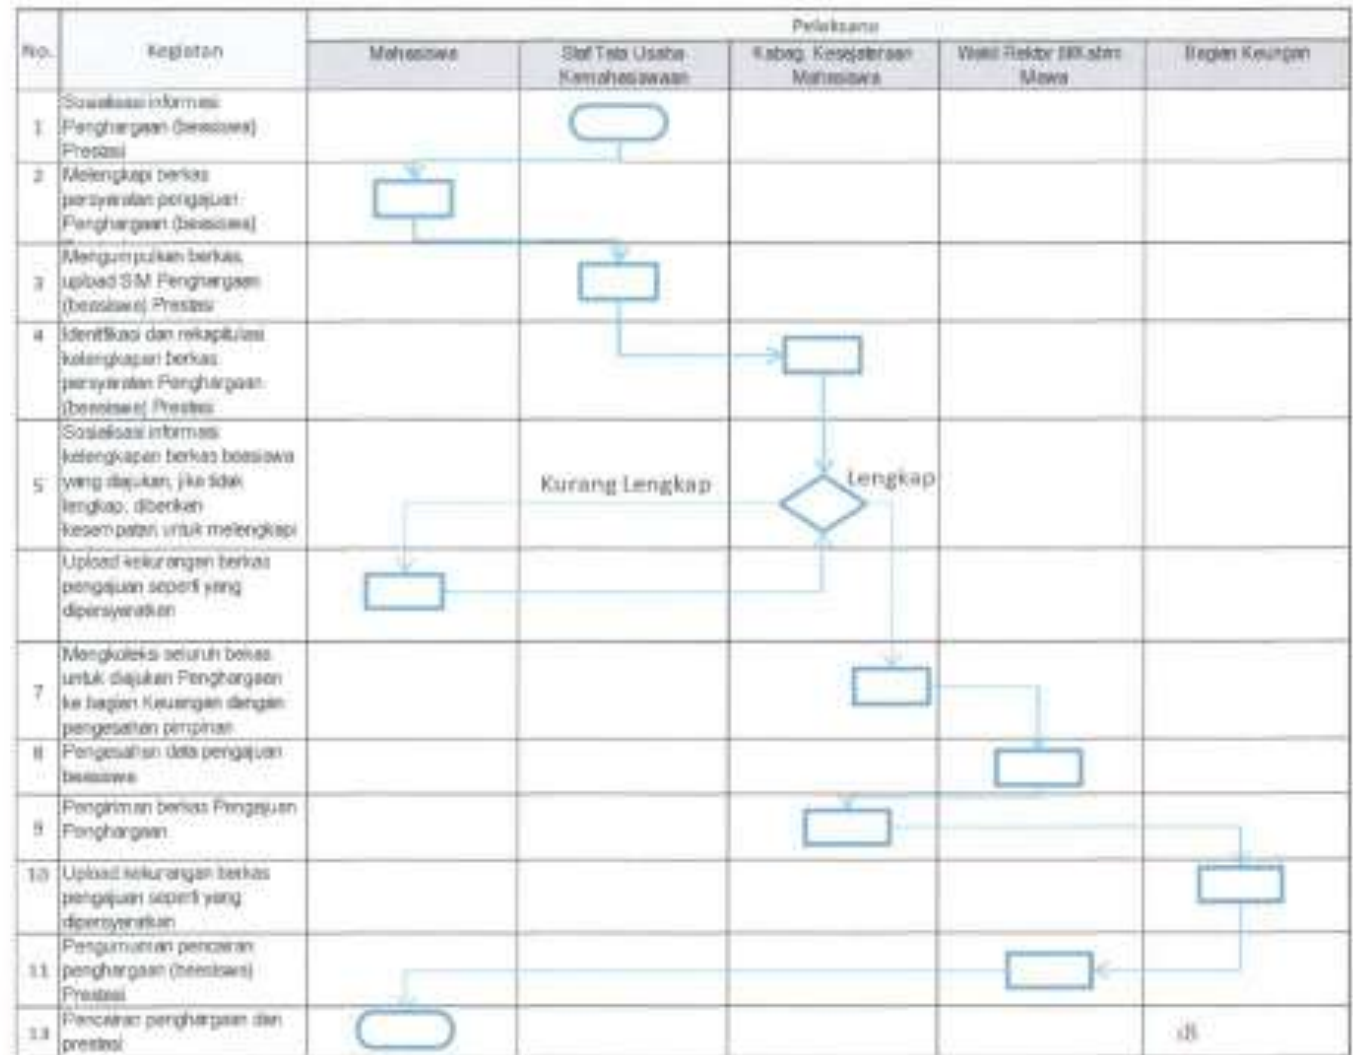 Pelaksana
No.
Kegiatan
Mahasiswa
Staf Tata Usaha
Kemahasiswaan
Kabag. Kesejateraan
Mahasiswa
Wakil Rektor
Mawa
Bagian Keungan
1
Sosialisasi informasi
Penghargaan (beasiswa)
Prestasi
2
Melengkapi berkas
persyaratan pengajuan
Penghargaan (beasiswa)
3
Mengumpulkan berkas,
upload SIM Penghargaan
(beasiswa) Prestasi
4
Identifikasi dan rekapitulasi
kelengkapan berkas
persyaratan Penghargaan
(beasiswa) Prestasi
5
Sosialisasi informasi
kelengkapan berkas beasiswa
yang diajukan, jika tidak
lengkap, diberikan
kesempatan untuk melengkapi
Kurang Lengkap
Lengkap
Upload kekurangan berkas
pengajuan seperti yang
dipersyaratkan
7
Mengkoleksi seluruh bekas
untuk diajukan Penghargaan
ke bagian Keuangan dengan
pengesahan pimpinan
8
Pengesahan data pengajuan
beasiswa
9
Pengiriman berkas Pengajuan
Penghargaan
10
Upload kekurangan berkas
pengajuan seperti yang
dipersyaratkan
11
Pengumuman pencairan
penghargaan (beasiswa)
Prestasi
13
Pencairan penghargaan dan
prestasi